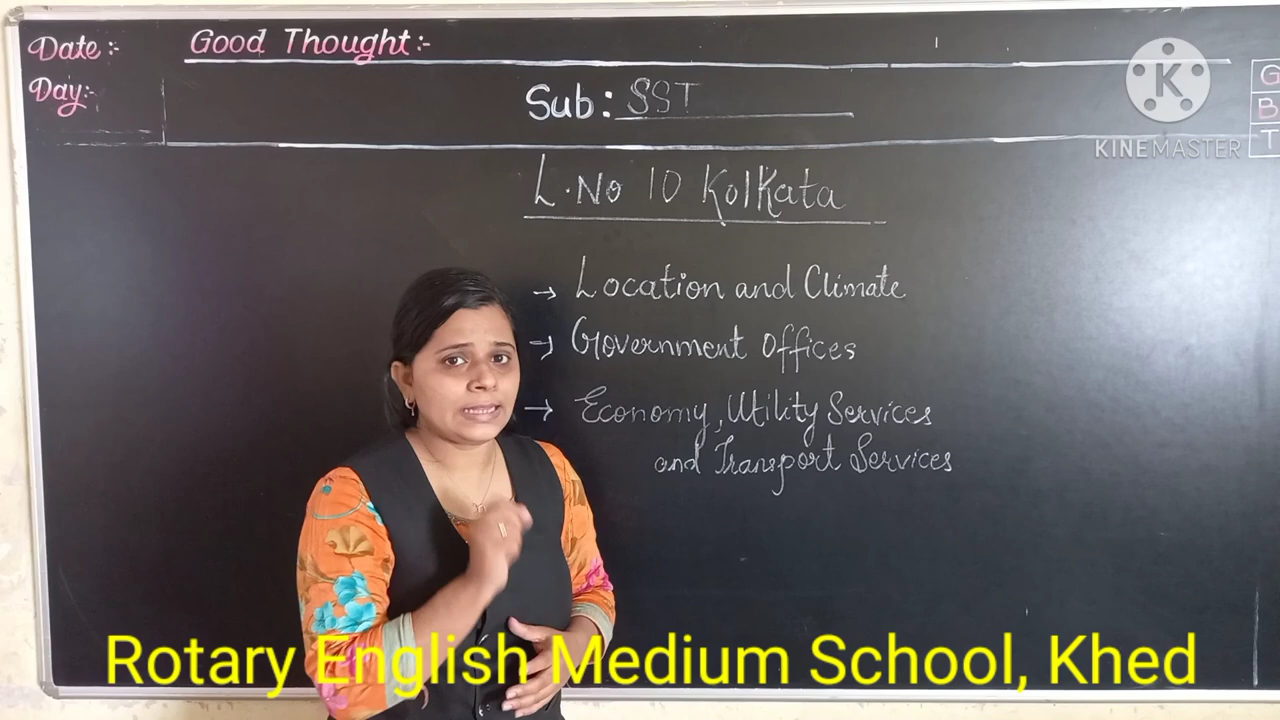 Date:-
Good Thought:-
Day:-
Sub: SST
G
B
T
KINEMASTER
L.No 10 Kolkata
→ Location and Climate
→ Government Offices
→ Economy, Utility Services
and Transport Services
Rotary English Medium School, Khed